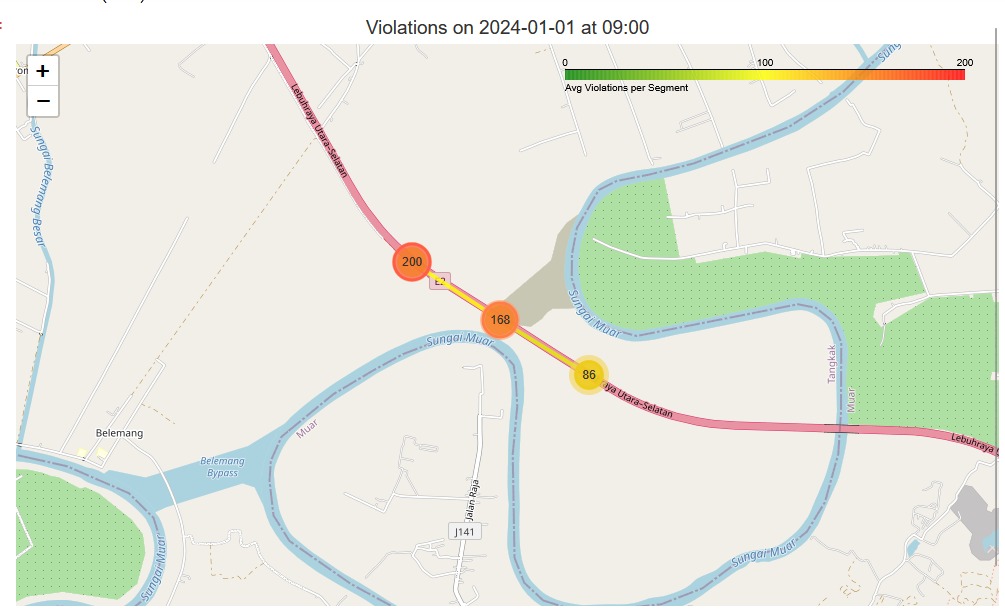 Violations on 2024-01-01 at 09:00
+
−
0 100 200
Avg Violations per Segment
Sung
Lebuhraya Utara-Selatan
Sungai Belemang Besar
200
168
86
Sungai Muar
Sungai Muar
Tangkak
Muar
ya Utara-Selatan
Lebuhraya U
Muar
Belemang
Belemang
Bypass
Jalan Raja
J141
Sungai Muar
Sungai Muar